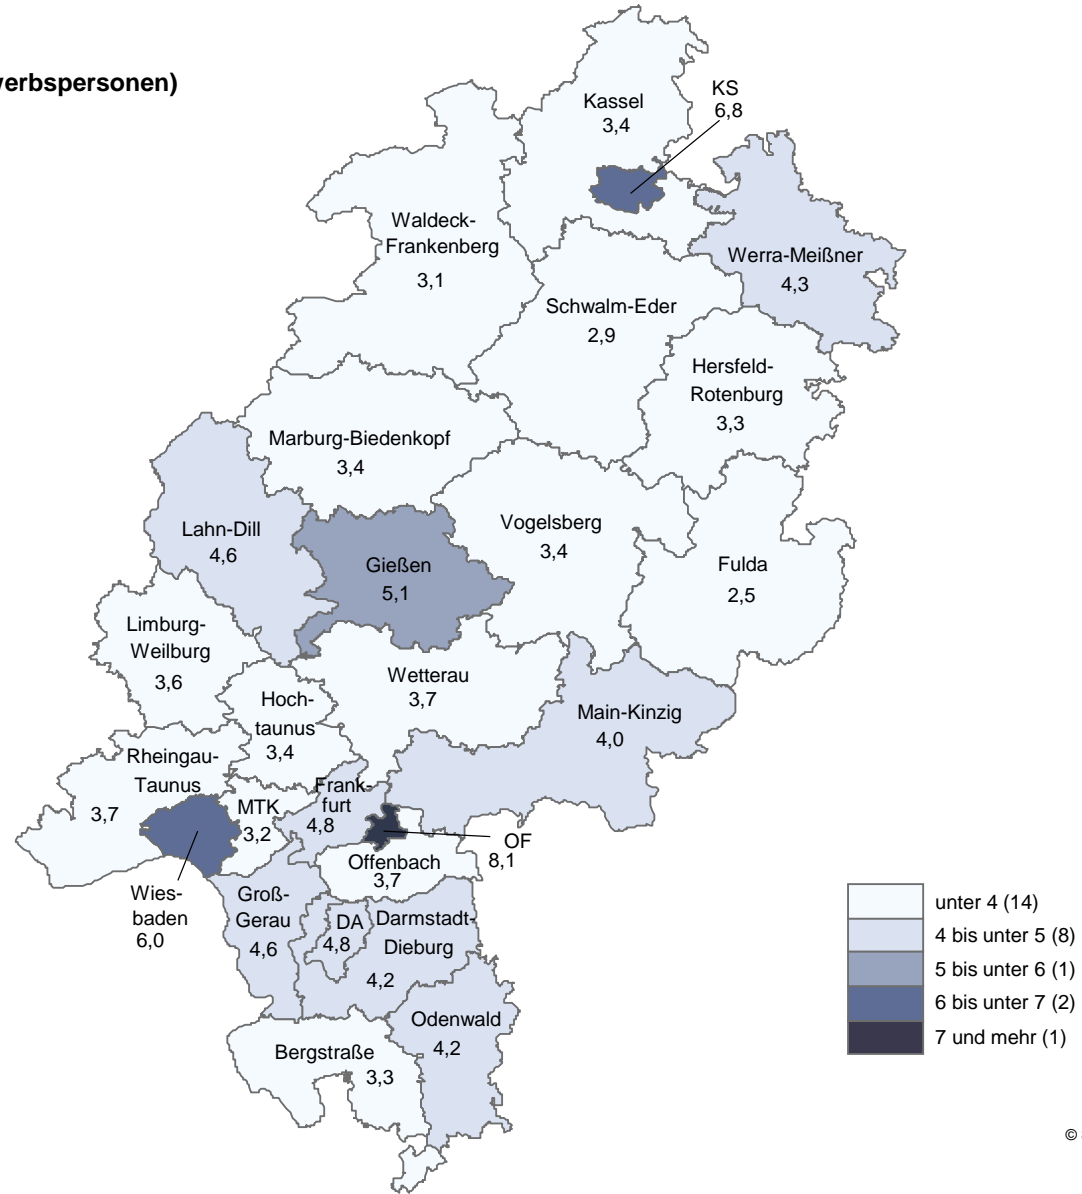 verbspersonen)
KS
6,8
Kassel
3,4
Waldeck-
Frankenberg
3,1
Werra-Meißner
4,3
Schwalm-Eder
2,9
Hersfeld-
Rotenburg
3,3
Marburg-Biedenkopf
3,4
Lahn-Dill
4,6
Gießen
5,1
Vogelsberg
3,4
Fulda
2,5
Limburg-
Weilburg
3,6
Wetterau
3,7
Hoch-
taunus
3,4
Main-Kinzig
4,0
Rheingau-
Taunus
3,7
MTK
3,2
Frank-
furt
4,8
OF
8,1
Offenbach
3,7
Wies-
baden
6,0
Groß-
Gerau
4,6
DA
4,8
Darmstadt-
Dieburg
4,2
Odenwald
4,2
Bergstraße
3,3
unter 4 (14)
4 bis unter 5 (8)
5 bis unter 6 (1)
6 bis unter 7 (2)
7 und mehr (1)
©